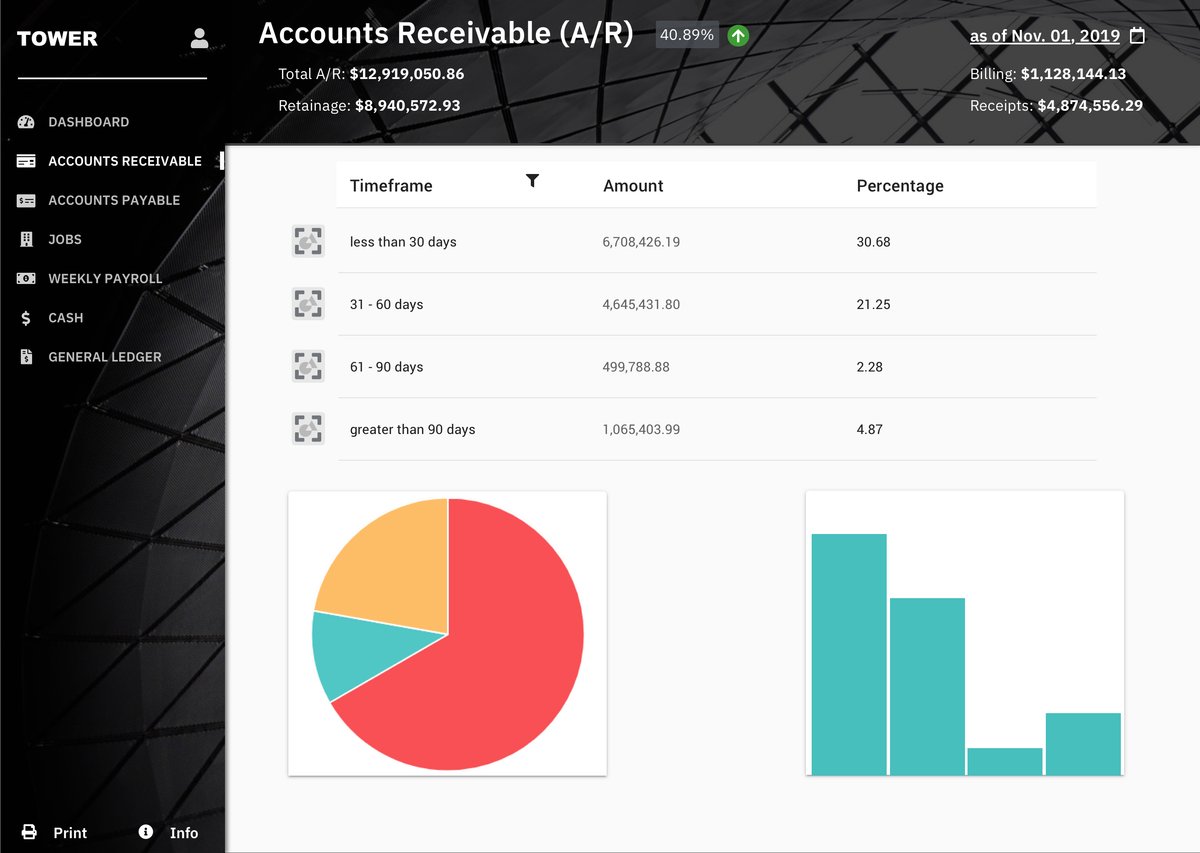 TOWER
Accounts Receivable (A/R) 40.89%
as of Nov. 01, 2019
Total A/R: $12,919,050.86
Billing: $1,128,144.13
Retainage: $8,940,572.93
Receipts: $4,874,556.29
DASHBOARD
ACCOUNTS RECEIVABLE
ACCOUNTS PAYABLE
JOBS
WEEKLY PAYROLL
CASH
GENERAL LEDGER
Timeframe Amount Percentage
less than 30 days 6,708,426.19 30.68
31 - 60 days 4,645,431.80 21.25
61 - 90 days 499,788.88 2.28
greater than 90 days 1,065,403.99 4.87
Print Info